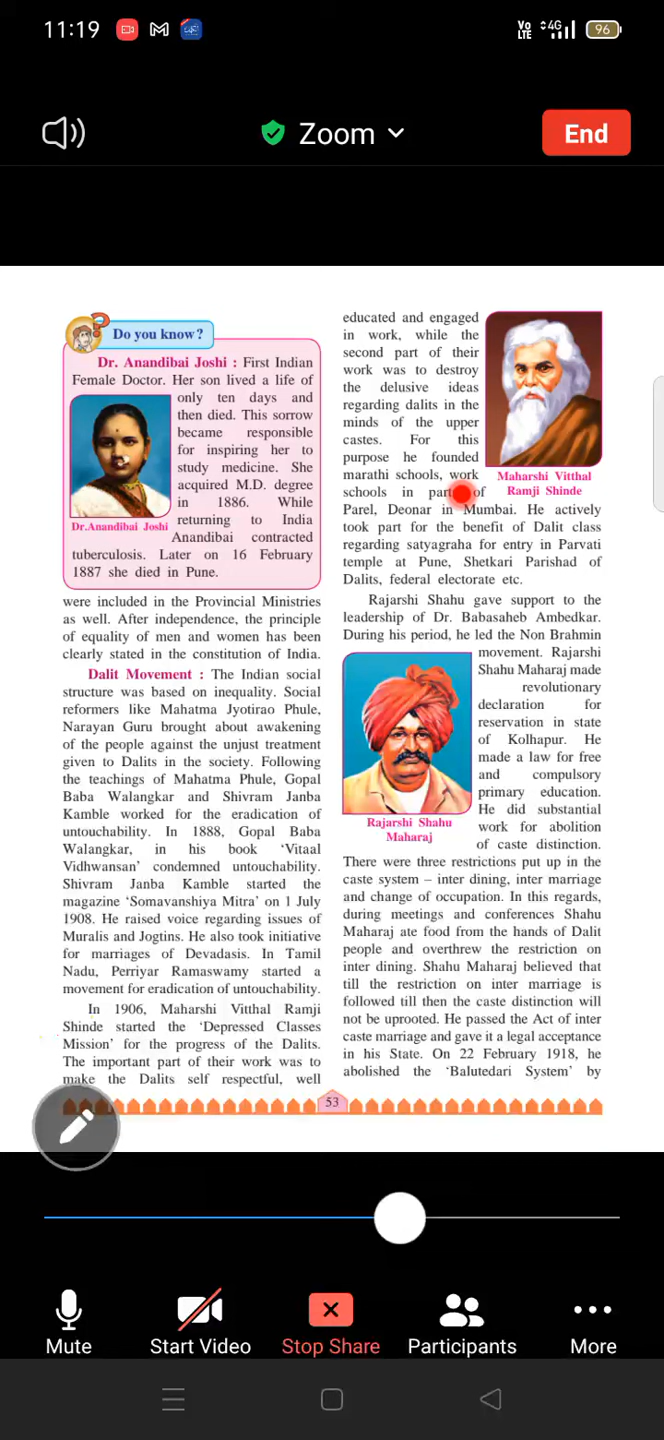 11:19
Vo LTE 4G 96
Zoom
End
Do you know?
Dr. Anandibai Joshi : First Indian
Female Doctor. Her son lived a life of
only ten days and
then died. This sorrow
became responsible
for inspiring her to
study medicine. She
acquired M.D. degree
in 1886. While
returning to India
Dr.Anandibai Joshi
Anandibai contracted
tuberculosis. Later on 16 February
1887 she died in Pune.
were included in the Provincial Ministries
as well. After independence, the principle
of equality of men and women has been
clearly stated in the constitution of India.
Dalit Movement : The Indian social
structure was based on inequality. Social
reformers like Mahatma Jyotirao Phule,
Narayan Guru brought about awakening
of the people against the unjust treatment
given to Dalits in the society. Following
the teachings of Mahatma Phule, Gopal
Baba Walangkar and Shivram Janba
Kamble worked for the eradication of
untouchability. In 1888, Gopal Baba
Walangkar, in his book ‘Vitaal
Vidhwansan’ condemned untouchability.
Shivram Janba Kamble started the
magazine ‘Somavanshiya Mitra’ on 1 July
1908. He raised voice regarding issues of
Muralis and Jogtins. He also took initiative
for marriages of Devadasis. In Tamil
Nadu, Perriyar Ramaswamy started a
movement for eradication of untouchability.
In 1906, Maharshi Vitthal Ramji
Shinde started the ‘Depressed Classes
Mission’ for the progress of the Dalits.
The important part of their work was to
make the Dalits self respectful, well
educated and engaged
in work, while the
second part of their
work was to destroy
the delusive ideas
regarding dalits in the
minds of the upper
castes. For this
purpose he founded
marathi schools, work
schools in part of
Maharshi Vitthal
Ramji Shinde
Parel, Deonar in Mumbai. He actively
took part for the benefit of Dalit class
regarding satyagraha for entry in Parvati
temple at Pune, Shetkari Parishad of
Dalits, federal electorate etc.
Rajarshi Shahu gave support to the
leadership of Dr. Babasaheb Ambedkar.
During his period, he led the Non Brahmin
movement. Rajarshi
Shahu Maharaj made
revolutionary
declaration for
reservation in state
of Kolhapur. He
made a law for free
and compulsory
primary education.
He did substantial
work for abolition
of caste distinction.
Rajarshi Shahu
Maharaj
There were three restrictions put up in the
caste system – inter dining, inter marriage
and change of occupation. In this regards,
during meetings and conferences Shahu
Maharaj ate food from the hands of Dalit
people and overthrew the restriction on
inter dining. Shahu Maharaj believed that
till the restriction on inter marriage is
followed till then the caste distinction will
not be uprooted. He passed the Act of inter
caste marriage and gave it a legal acceptance
in his State. On 22 February 1918, he
abolished the ‘Balutedari System’ by
53
Mute
Start Video
Stop Share
Participants
More